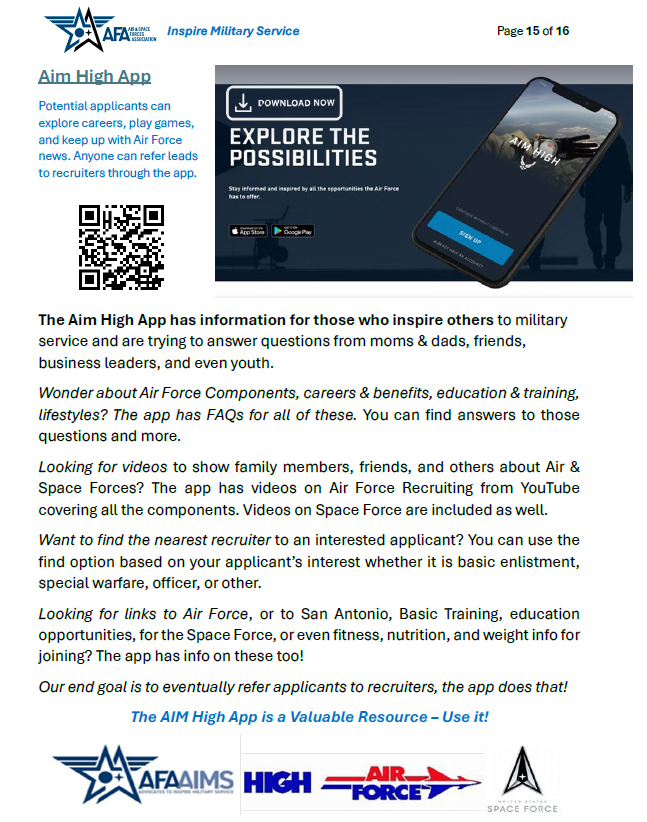 AFA AIR & SPACE FORCES ASSOCIATION
Inspire Military Service
Page 15 of 16
Aim High App
Potential applicants can
explore careers, play games,
and keep up with Air Force
news. Anyone can refer leads
to recruiters through the app.
DOWNLOAD NOW
EXPLORE THE
POSSIBILITIES
Stay informed and inspired by all the opportunities the Air Force
has to offer.
Download on the App Store
GET IT ON Google Play
AIM HIGH
SIGN UP
The Aim High App has information for those who inspire others to military
service and are trying to answer questions from moms & dads, friends,
business leaders, and even youth.
Wonder about Air Force Components, careers & benefits, education & training,
lifestyles? The app has FAQs for all of these. You can find answers to those
questions and more.
Looking for videos to show family members, friends, and others about Air &
Space Forces? The app has videos on Air Force Recruiting from YouTube
covering all the components. Videos on Space Force are included as well.
Want to find the nearest recruiter to an interested applicant? You can use the
find option based on your applicant's interest whether it is basic enlistment,
special warfare, officer, or other.
Looking for links to Air Force, or to San Antonio, Basic Training, education
opportunities, for the Space Force, or even fitness, nutrition, and weight info for
joining? The app has info on these too!
Our end goal is to eventually refer applicants to recruiters, the app does that!
The AIM High App is a Valuable Resource – Use it!
AFAAIMS
ADVOCATES TO INSPIRE MILITARY SERVICE
HIGH
AIR
FORCE
UNITED STATES
SPACE FORCE